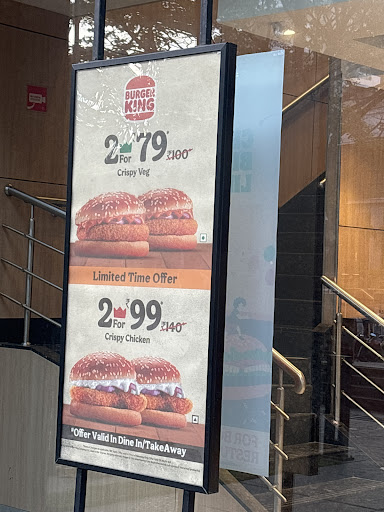 BURGER
KING
2 For ₹79* ₹100*
Crispy Veg
Limited Time Offer
2 For ₹99* ₹140*
Crispy Chicken
*Offer Valid In Dine In/TakeAway